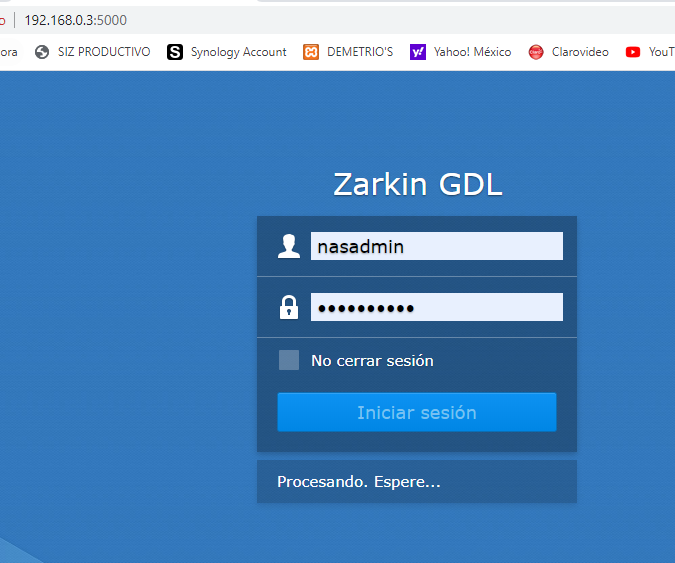 192.168.0.3:5000
ora SIZ PRODUCTIVO S Synology Account DEMETRIO'S Yahoo! México Clarovideo YouT
Zarkin GDL
nasadmin
••••••••••
No cerrar sesión
Iniciar sesión
Procesando. Espere...